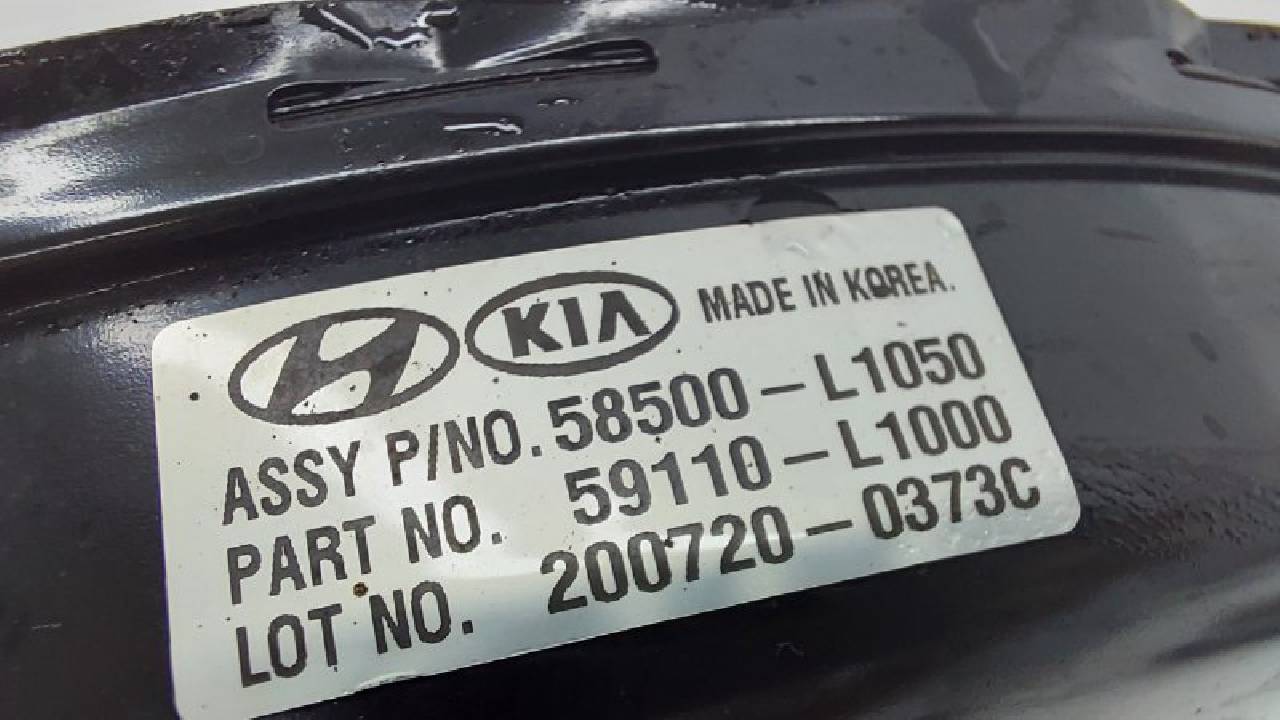 KIA MADE IN KOREA.
ASSY P/NO. 58500-L1050
PART NO. 59110-L1000
LOT NO. 200720-0373C